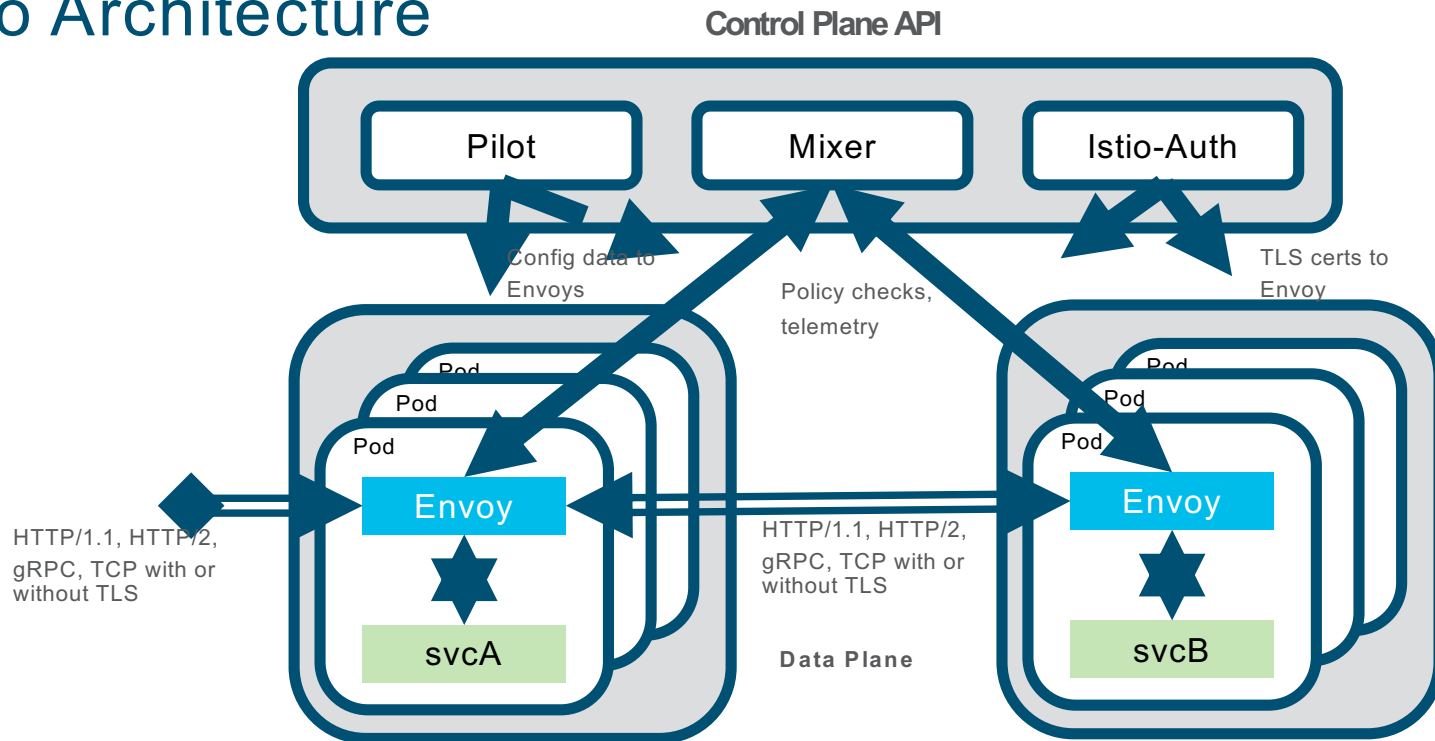 o Architecture
Control Plane API
Pilot
Mixer
Istio-Auth
Config data to
Envoys
Policy checks,
telemetry
TLS certs to
Envoy
Pod
Pod
Pod
Envoy
svcA
HTTP/1.1, HTTP/2,
gRPC, TCP with or
without TLS
HTTP/1.1, HTTP/2,
gRPC, TCP with or
without TLS
Data Plane
Pod
Pod
Pod
Envoy
svcB